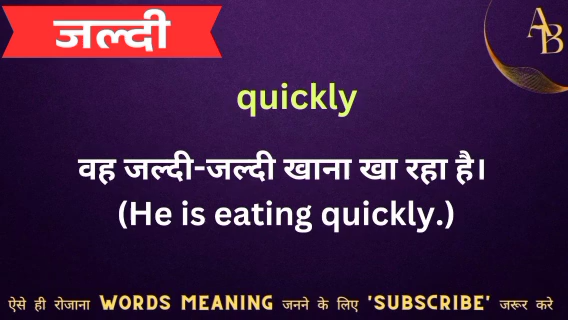 जल्दी
AB
quickly
वह जल्दी-जल्दी खाना खा रहा है।
(He is eating quickly.)
ऐसे ही रोजाना WORDS MEANING जनने के लिए 'SUBSCRIBE' जरूर करे